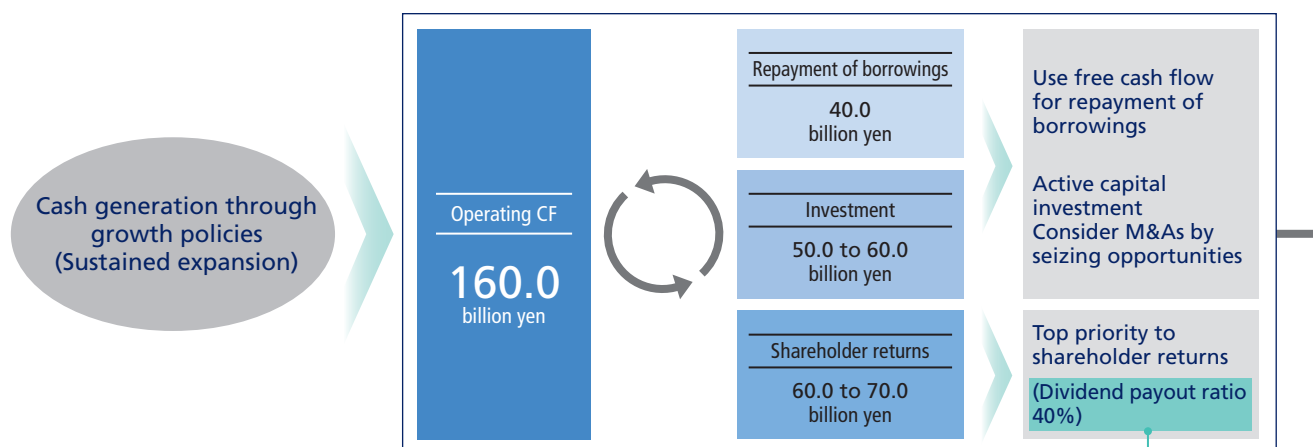 Cash generation through
growth policies
(Sustained expansion)
Operating CF
160.0
billion yen
Repayment of borrowings
40.0
billion yen
Investment
50.0 to 60.0
billion yen
Shareholder returns
60.0 to 70.0
billion yen
Use free cash flow
for repayment of
borrowings
Active capital
investment
Consider M&As by
seizing opportunities
Top priority to
shareholder returns
(Dividend payout ratio
40%)